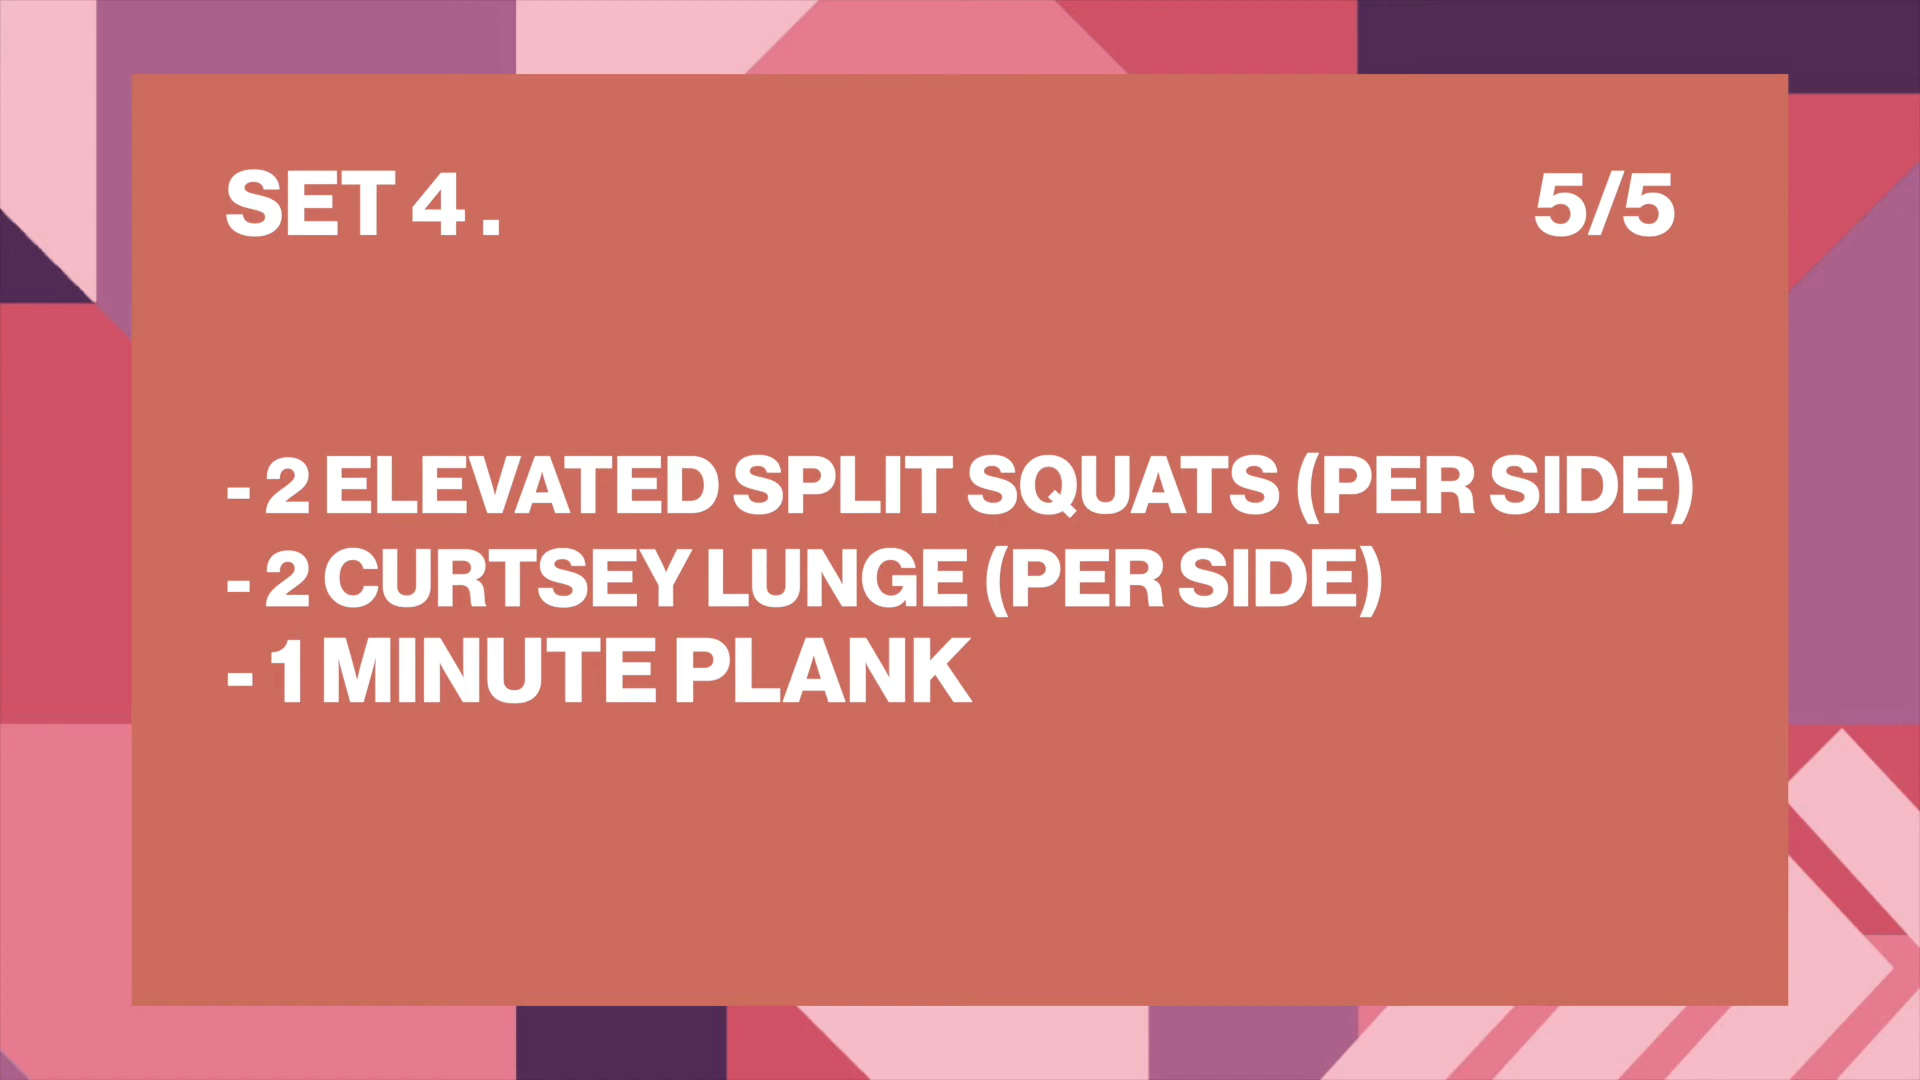 SET 4 .
5/5
- 2 ELEVATED SPLIT SQUATS (PER SIDE)
- 2 CURTSEY LUNGE (PER SIDE)
- 1 MINUTE PLANK